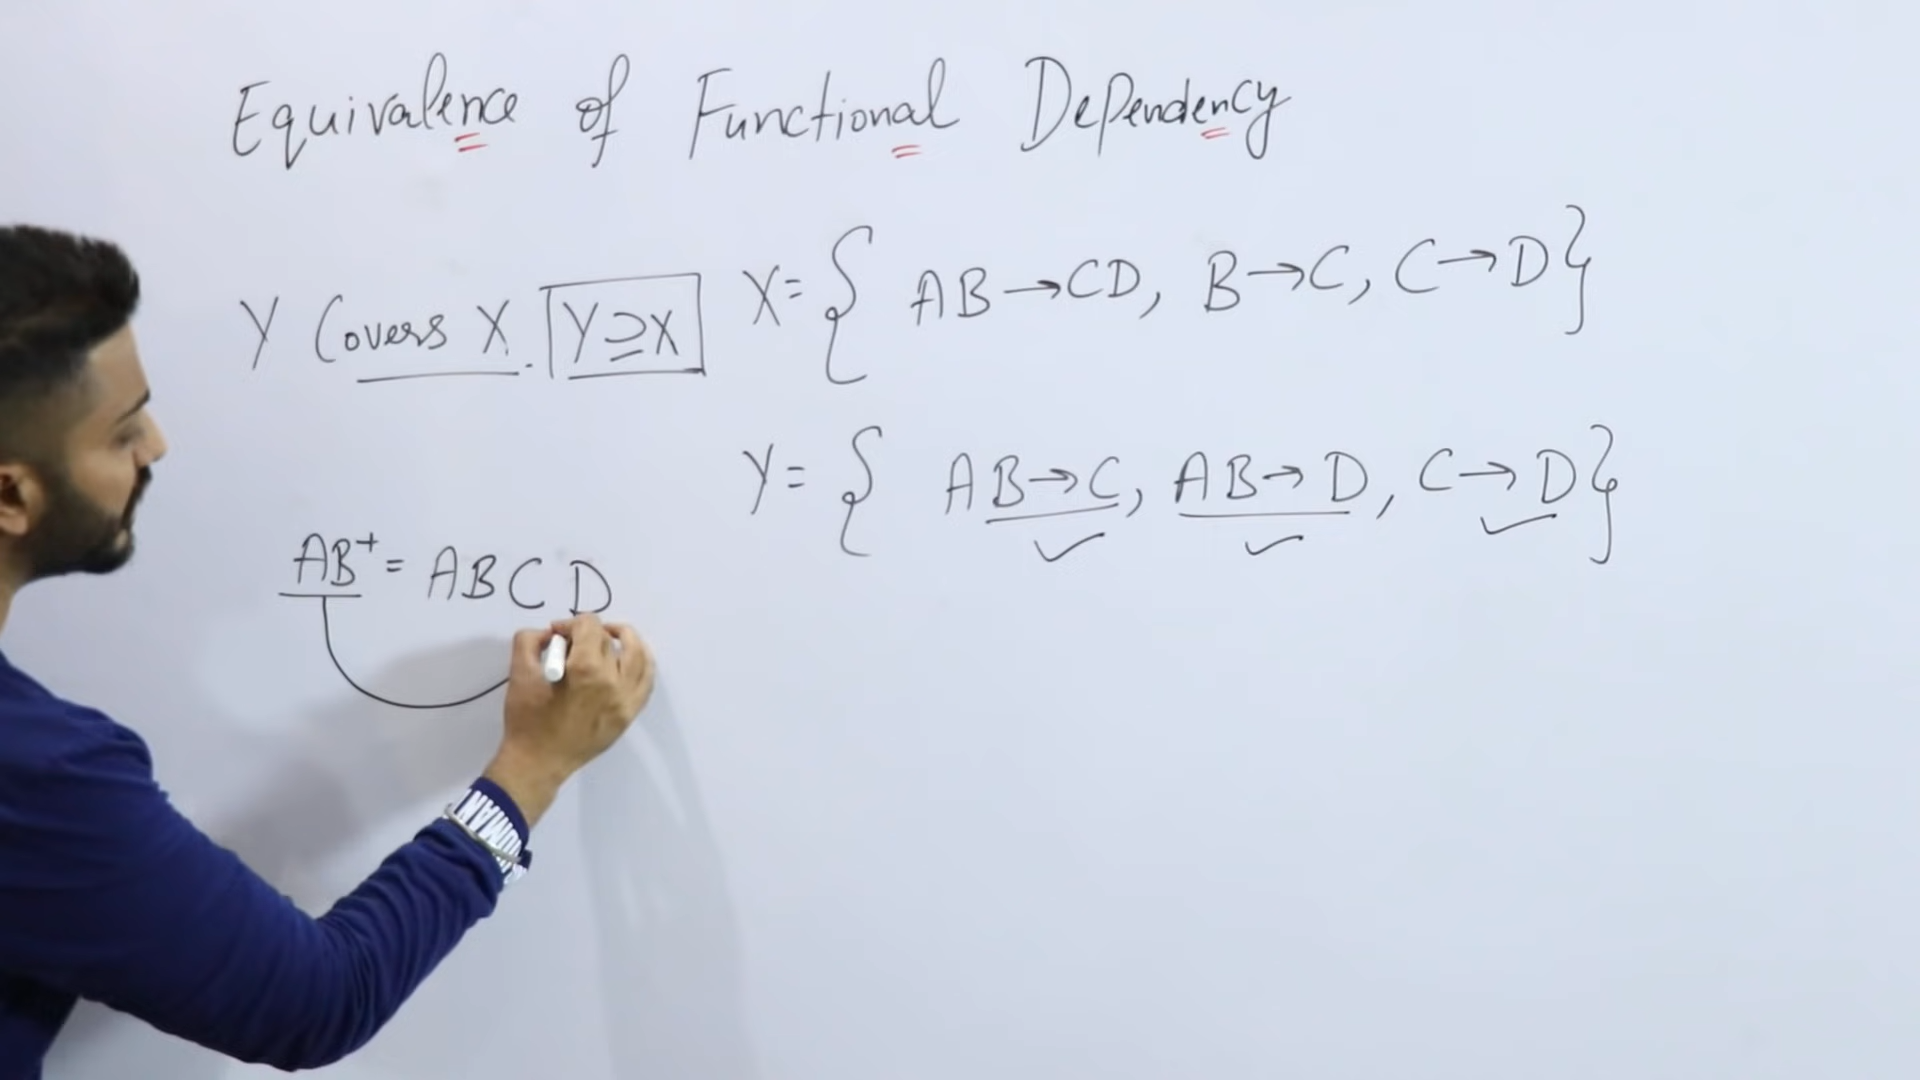 Equivalence of Functional Dependency
Y Covers X. Y⊇X
X= { AB→CD, B→C, C→D}
Y= { AB→C, AB→D, C→D}
AB⁺= ABCD